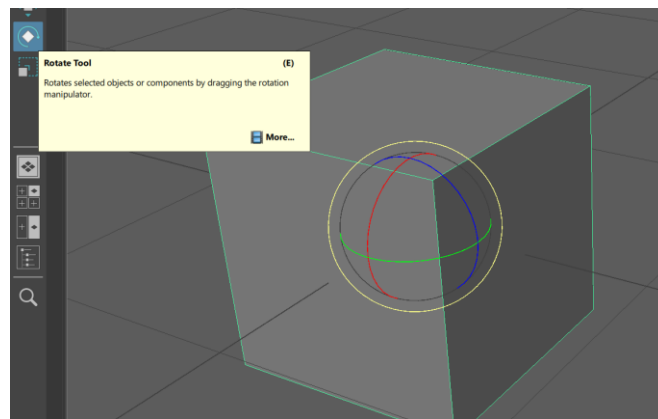 Rotate Tool (E)
Rotates selected objects or components by dragging the rotation
manipulator.
More...